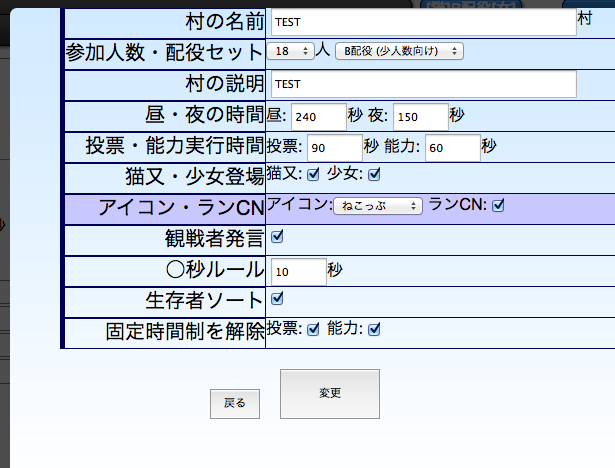 村の名前 TEST 村
参加人数・配役セット 18 人 B配役 (少人数向け)
村の説明 TEST
昼・夜の時間 昼: 240 秒 夜: 150 秒
投票・能力実行時間 投票: 90 秒 能力: 60 秒
猫又・少女登場 猫又: 少女:
アイコン・ランCN アイコン: ねこっぷ ランCN:
観戦者発言
〇秒ルール 10 秒
生存者ソート
固定時間制を解除 投票: 能力:
戻る 変更